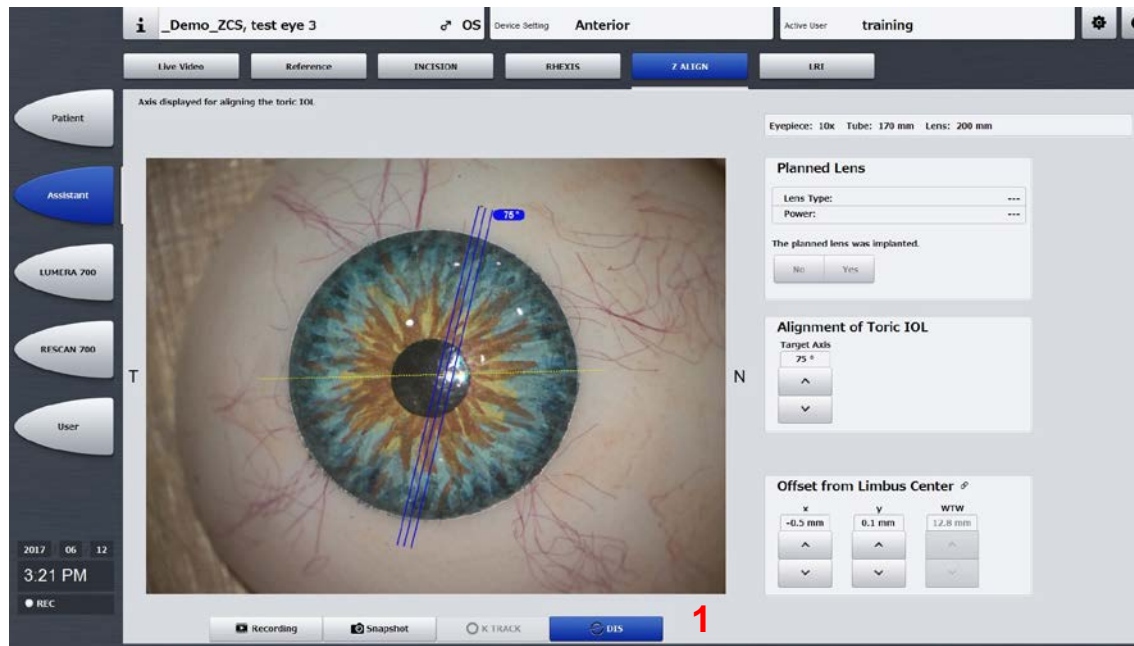 i _Demo_ZCS, test eye 3 ♂ OS Device Setting Anterior Active User training
Live Video Reference INCISION RHEXIS Z ALIGN LRI
Axis displayed for aligning the toric IOL
Patient
Assistant
LUMERA 700
RESCAN 700
User
2017 06 12
3:21 PM
REC
75 °
T
N
Eyepiece: 10x Tube: 170 mm Lens: 200 mm
Planned Lens
Lens Type: ---
Power: ---
The planned lens was implanted.
No Yes
Alignment of Toric IOL
Target Axis
75 °
Offset from Limbus Center
x y WTW
-0.5 mm 0.1 mm 12.8 mm
Recording Snapshot K TRACK DIS
1